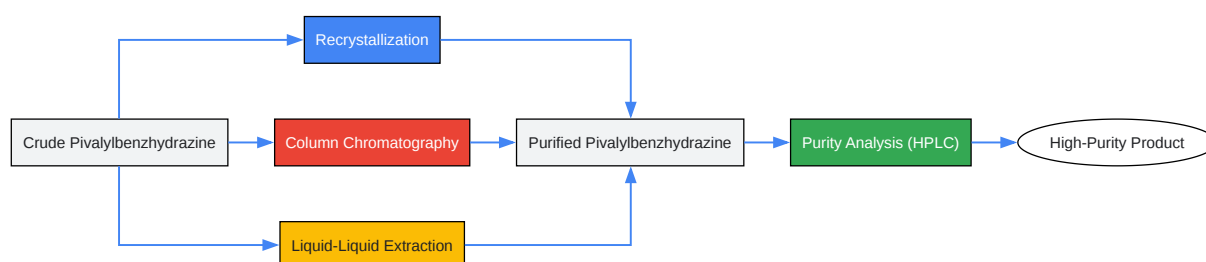 Recrystallization
Crude Pivalylbenzhydrazine
Column Chromatography
Purified Pivalylbenzhydrazine
Purity Analysis (HPLC)
High-Purity Product
Liquid-Liquid Extraction